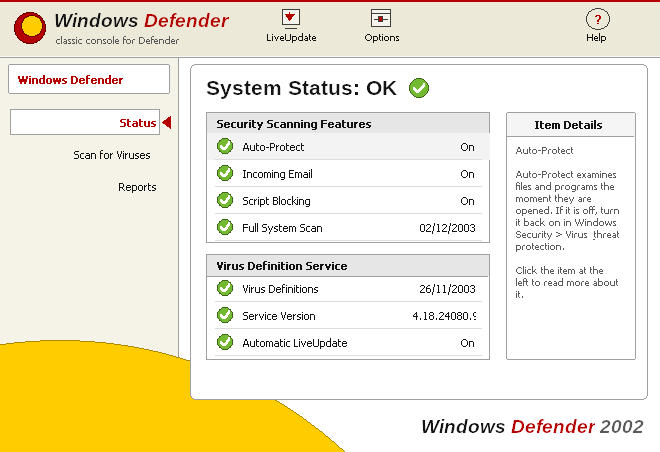 Windows Defender
classic console for Defender
LiveUpdate
Options
?
Help
Windows Defender
Status
Scan for Viruses
Reports
System Status: OK
Security Scanning Features
Auto-Protect On
Incoming Email On
Script Blocking On
Full System Scan 02/12/2003
Virus Definition Service
Virus Definitions 26/11/2003
Service Version 4.18.24080.9
Automatic LiveUpdate On
Item Details
Auto-Protect
Auto-Protect examines
files and programs the
moment they are
opened. If it is off, turn
it back on in Windows
Security > Virus threat
protection.
Click the item at the
left to read more about
it.
Windows Defender 2002